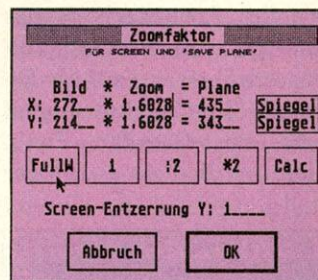 Zoomfaktor
FÜR SCREEN UND 'SAVE PLANE'
Bild * Zoom = Plane
X: 272__ * 1.6028 = 435__ Spiegel
Y: 214__ * 1.6028 = 343__ Spiegel
FullW 1 :2 *2 Calc
Screen-Entzerrung Y: 1____
Abbruch OK